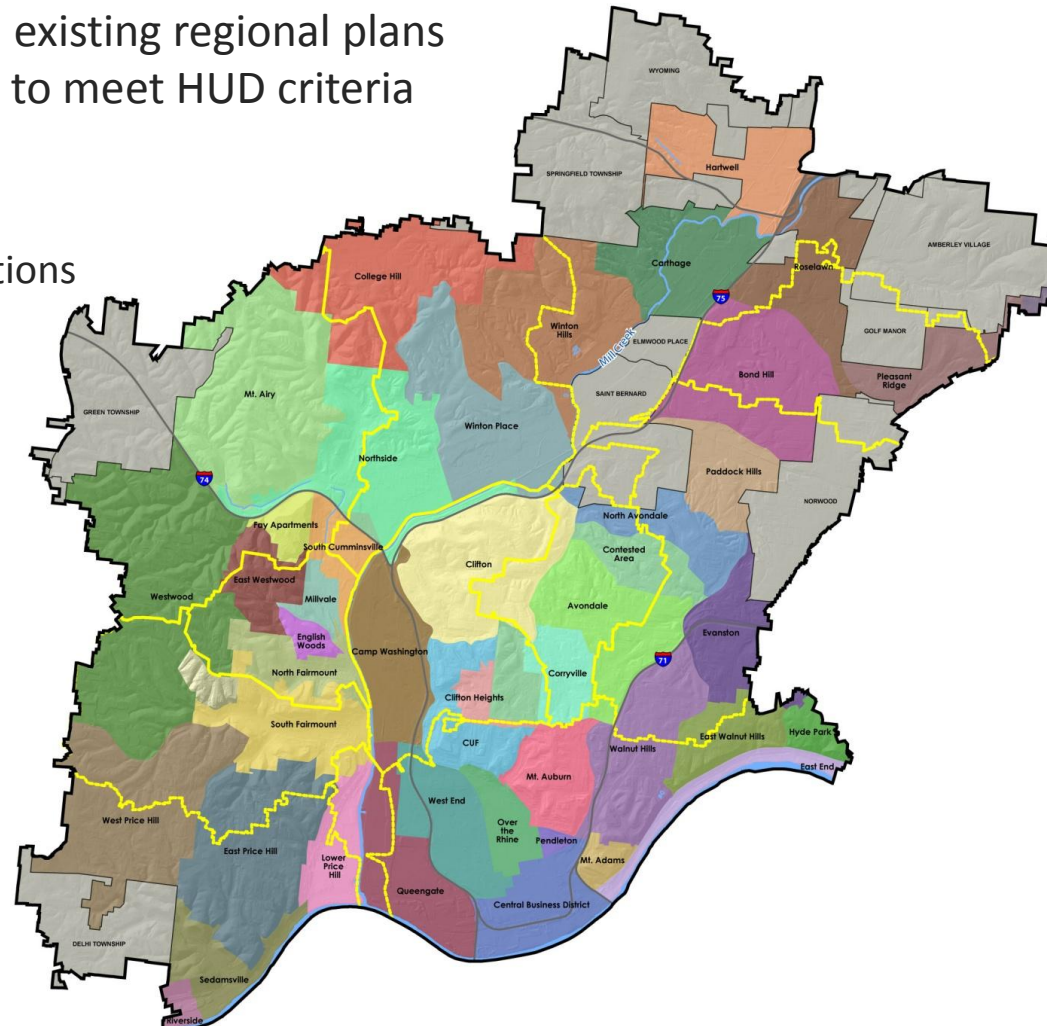 existing regional plans
to meet HUD criteria
tions
WYOMING
Hartwell
SPRINGFIELD TOWNSHIP
AMBERLEY VILLAGE
Carthage
Roselawn
College Hill
75
Winton
Hills
GOLF MANOR
ELMWOOD PLACE
Mill Creek
Bond Hill
Pleasant
Ridge
Mt. Airy
SAINT BERNARD
GREEN TOWNSHIP
Winton Place
Northside
Paddock Hills
74
NORWOOD
North Avondale
Fay Apartments
South Cumminsville
Contested
Area
Clifton
East Westwood
Westwood
Millvale
Avondale
Evanston
English
Woods
Camp Washington
71
North Fairmount
Corryville
Clifton Heights
South Fairmount
East Walnut Hills
Hyde Park
CUF
Walnut Hills
East End
Mt. Auburn
West End
West Price Hill
Over
the
Rhine
East Price Hill
Pendleton
Lower
Price
Hill
Mt. Adams
Queengate
Central Business District
DELHI TOWNSHIP
Sedamsville
Riverside